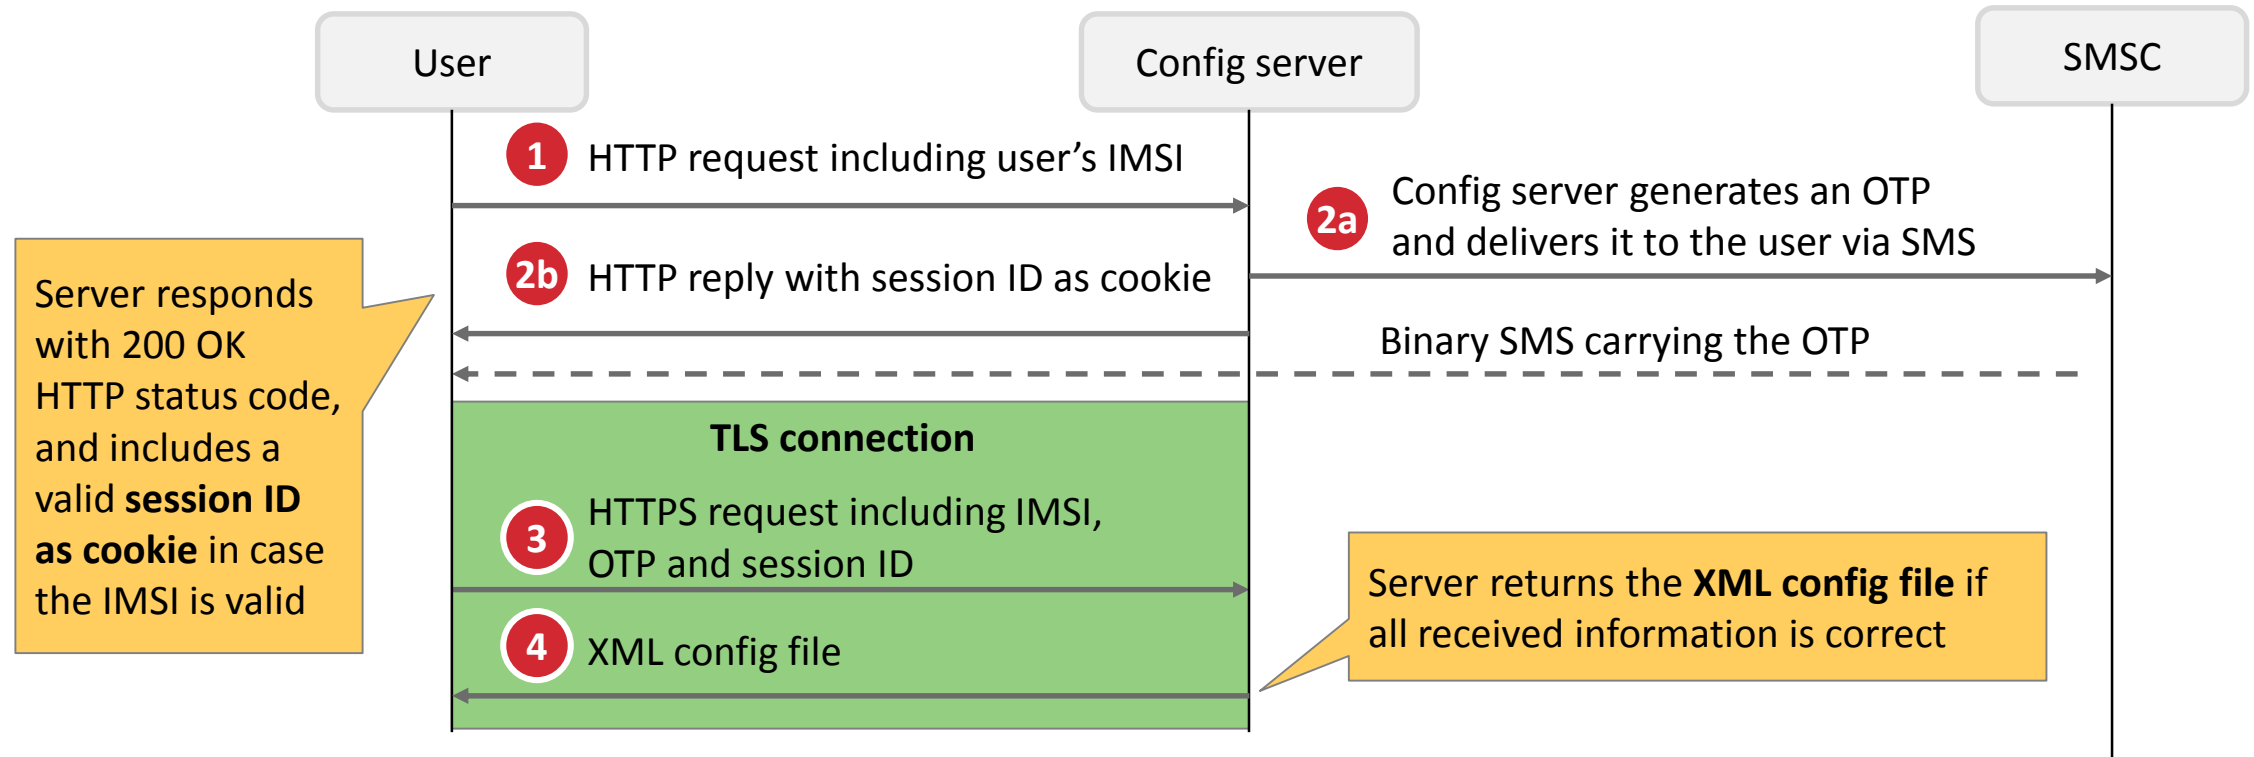 User
Config server
SMSC
1
HTTP request including user’s IMSI
2a
Config server generates an OTP
and delivers it to the user via SMS
2b
HTTP reply with session ID as cookie
Server responds
with 200 OK
HTTP status code,
and includes a
valid session ID
as cookie in case
the IMSI is valid
Binary SMS carrying the OTP
TLS connection
3
HTTPS request including IMSI,
OTP and session ID
4
XML config file
Server returns the XML config file if
all received information is correct